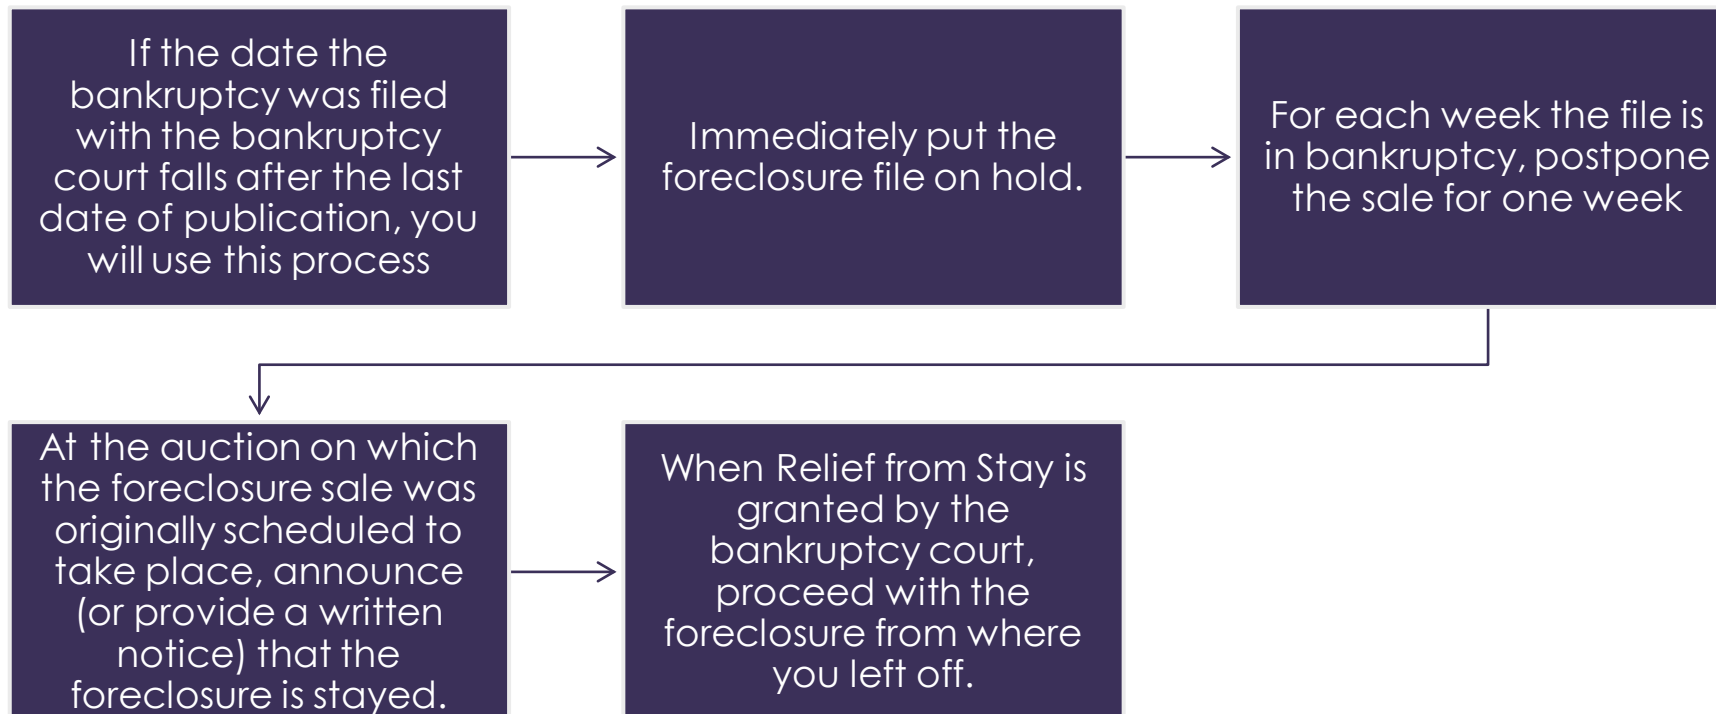 If the date the
bankruptcy was filed
with the bankruptcy
court falls after the last
date of publication, you
will use this process
Immediately put the
foreclosure file on hold.
For each week the file is
in bankruptcy, postpone
the sale for one week
At the auction on which
the foreclosure sale was
originally scheduled to
take place, announce
(or provide a written
notice) that the
foreclosure is stayed.
When Relief from Stay is
granted by the
bankruptcy court,
proceed with the
foreclosure from where
you left off.